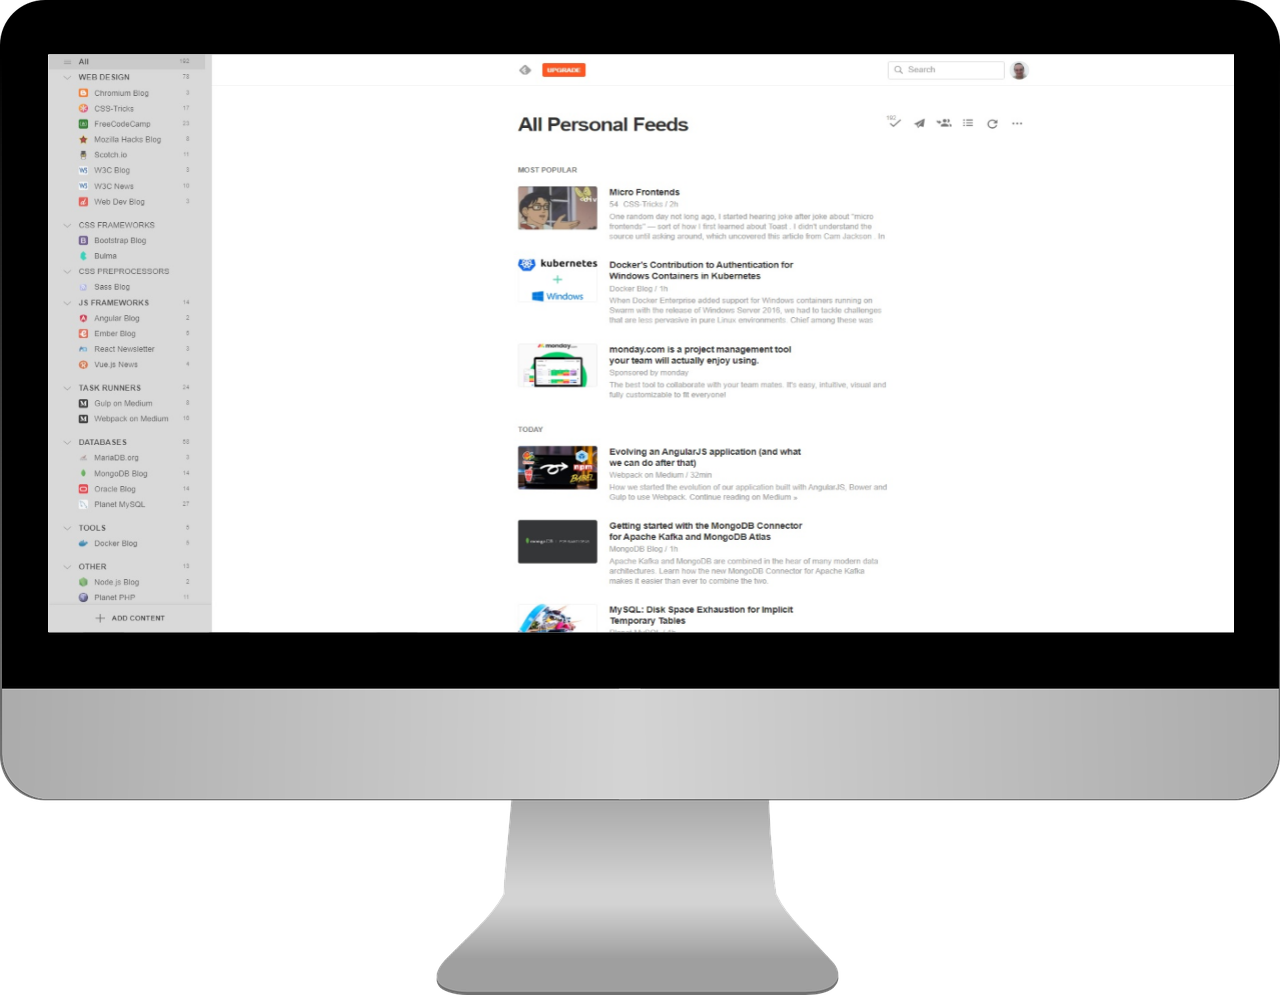 All 192
WEB DESIGN 78
Chromium Blog 3
CSS-Tricks 17
FreeCodeCamp 23
Mozilla Hacks Blog 8
Scotch.io 11
W3C Blog 3
W3C News 10
Web Dev Blog 3
CSS FRAMEWORKS
Bootstrap Blog
Bulma
CSS PREPROCESSORS
Sass Blog
JS FRAMEWORKS 14
Angular Blog 2
Ember Blog 5
React Newsletter 3
Vue.js News 4
TASK RUNNERS 24
Gulp on Medium
Webpack on Medium
DATABASES 58
MariaDB.org 3
MongoDB Blog 14
Oracle Blog 14
Planet MySQL 27
TOOLS
Docker Blog
OTHER 13
Node js Blog 2
Planet PHP 11
ADD CONTENT
UPGRADE
Search
All Personal Feeds
192
MOST POPULAR
Micro Frontends
54 CSS-Tricks / 2h
One random day not long ago, I started hearing joke after joke about "micro
frontends" — sort of how I first learned about Toast . I didn't understand the
source until asking around, which uncovered this article from Cam Jackson . In
kubernetes
+
Windows
Docker's Contribution to Authentication for
Windows Containers in Kubernetes
Docker Blog / 1h
When Docker Enterprise added support for Windows containers running on
Swarm with the release of Windows Server 2016, we had to tackle challenges
that are less pervasive in pure Linux environments. Chief among these was
monday
monday.com is a project management tool
your team will actually enjoy using.
Sponsored by monday
The best tool to collaborate with your team mates. It's easy, intuitive, visual and
fully customizable to fit everyone!
TODAY
npm
BABEL
Evolving an AngularJS application (and what
we can do after that)
Webpack on Medium / 32min
How we started the evolution of our application built with AngularJS, Bower and
Gulp to use Webpack. Continue reading on Medium »
mongoDB
Getting started with the MongoDB Connector
for Apache Kafka and MongoDB Atlas
MongoDB Blog / 1h
Apache Kafka and MongoDB are combined in the hear of many modern data
architectures. Learn how the new MongoDB Connector for Apache Kafka
makes it easier than ever to combine the two.
MySQL: Disk Space Exhaustion for Implicit
Temporary Tables